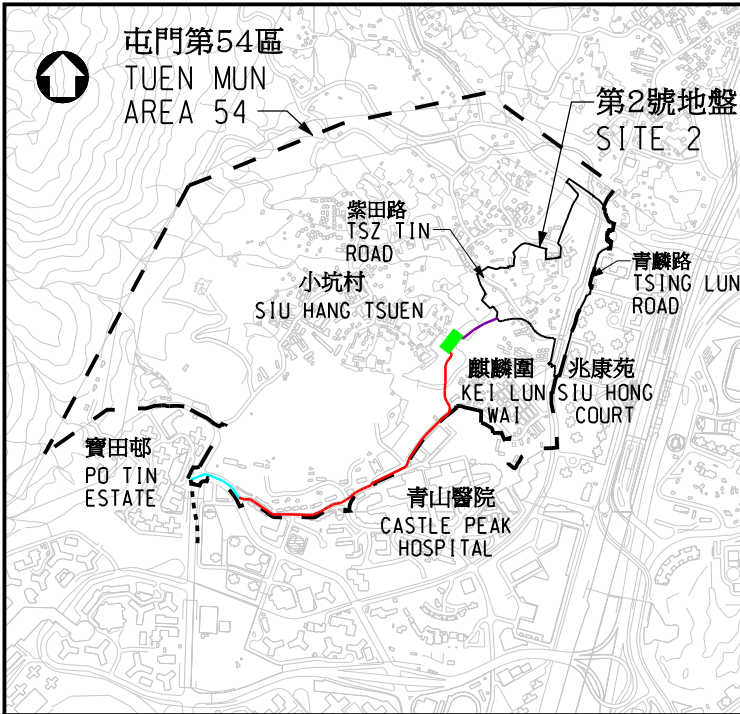 屯門第54區
TUEN MUN
AREA 54
第2號地盤
SITE 2
紫田路
TSZ TIN
ROAD
青麟路
TSING LUN
ROAD
小坑村
SIU HANG TSUEN
麒麟圍
KEI LUN
WAI
兆康苑
SIU HONG
COURT
寶田邨
PO TIN
ESTATE
青山醫院
CASTLE PEAK
HOSPITAL